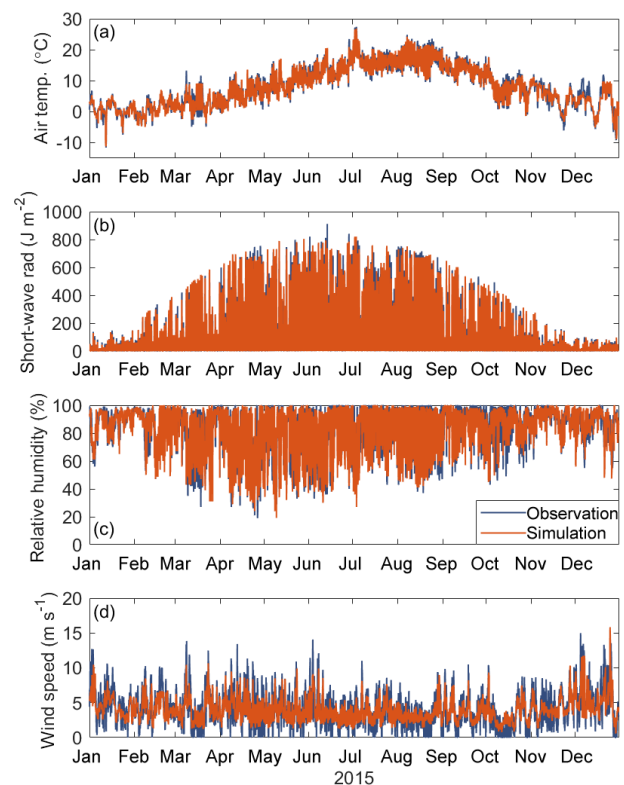 (a)
Air temp. (°C)
30
20
10
0
-10
Jan Feb Mar Apr May Jun Jul Aug Sep Oct Nov Dec
(b)
Short-wave rad (J m-2)
1000
800
600
400
200
0
Jan Feb Mar Apr May Jun Jul Aug Sep Oct Nov Dec
Relative humidity (%)
100
80
60
40
20
0
Observation
Simulation
(c)
Jan Feb Mar Apr May Jun Jul Aug Sep Oct Nov Dec
(d)
Wind speed (m s-1)
20
15
10
5
0
Jan Feb Mar Apr May Jun Jul Aug Sep Oct Nov Dec
2015